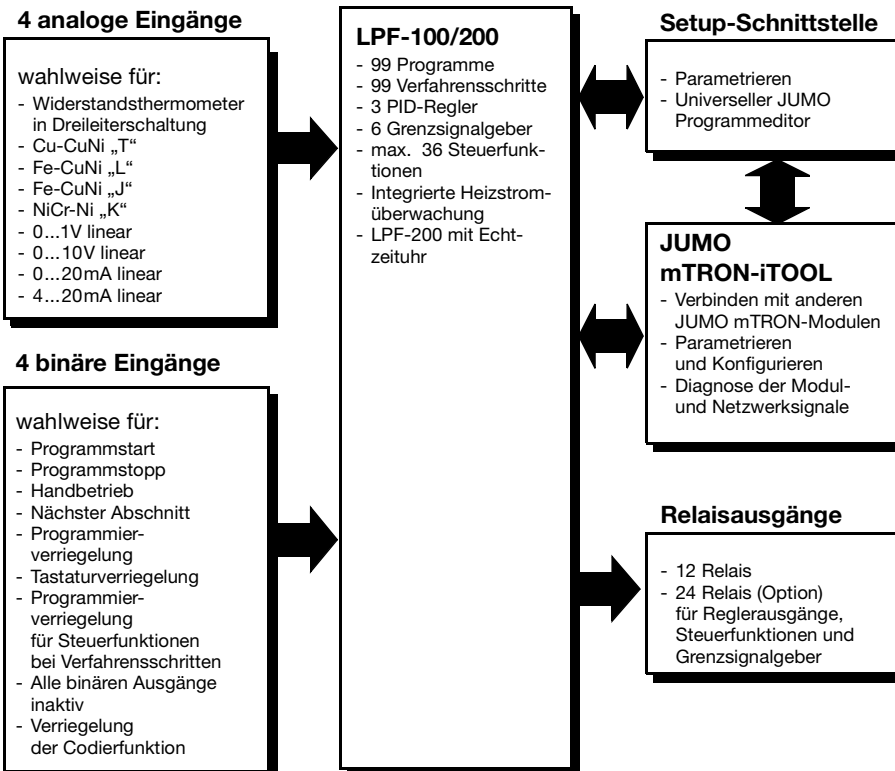 4 analoge Eingänge
wahlweise für:
- Widerstandsthermometer
in Dreileiterschaltung
- Cu-CuNi „T“
- Fe-CuNi „L“
- Fe-CuNi „J“
- NiCr-Ni „K“
- 0...1V linear
- 0...10V linear
- 0...20mA linear
- 4...20mA linear
4 binäre Eingänge
wahlweise für:
- Programmstart
- Programmstopp
- Handbetrieb
- Nächster Abschnitt
- Programmier-
verriegelung
- Tastaturverriegelung
- Programmier-
verriegelung
für Steuerfunktionen
bei Verfahrensschritten
- Alle binären Ausgänge
inaktiv
- Verriegelung
der Codierfunktion
LPF-100/200
- 99 Programme
- 99 Verfahrensschritte
- 3 PID-Regler
- 6 Grenzsignalgeber
- max. 36 Steuerfunk-
tionen
- Integrierte Heizstrom-
überwachung
- LPF-200 mit Echt-
zeituhr
Setup-Schnittstelle
- Parametrieren
- Universeller JUMO
Programmeditor
JUMO
mTRON-iTOOL
- Verbinden mit anderen
JUMO mTRON-Modulen
- Parametrieren
und Konfigurieren
- Diagnose der Modul-
und Netzwerksignale
Relaisausgänge
- 12 Relais
- 24 Relais (Option)
für Reglerausgänge,
Steuerfunktionen und
Grenzsignalgeber